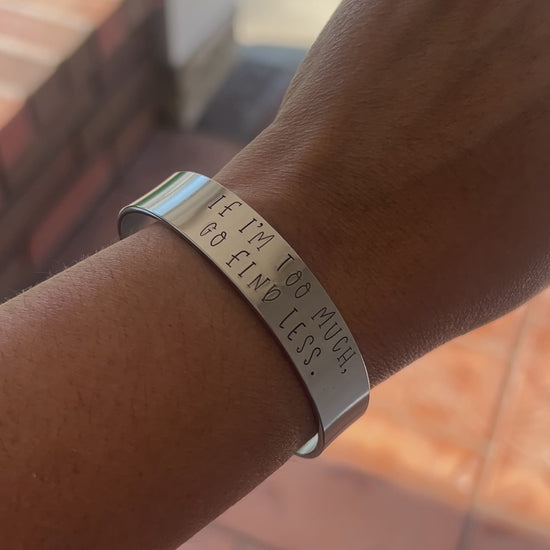 IF I'M TOO MUCH,
GO FIND LESS.